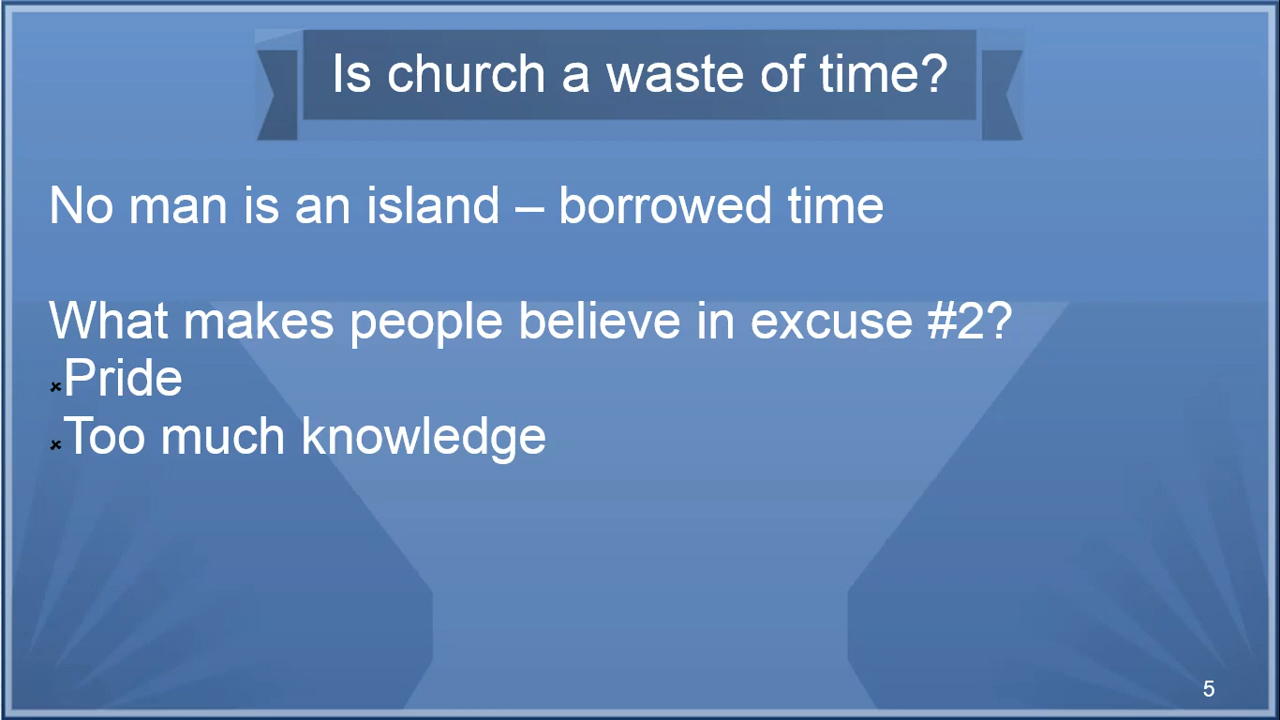 Is church a waste of time?
No man is an island – borrowed time
What makes people believe in excuse #2?
Pride
Too much knowledge
5